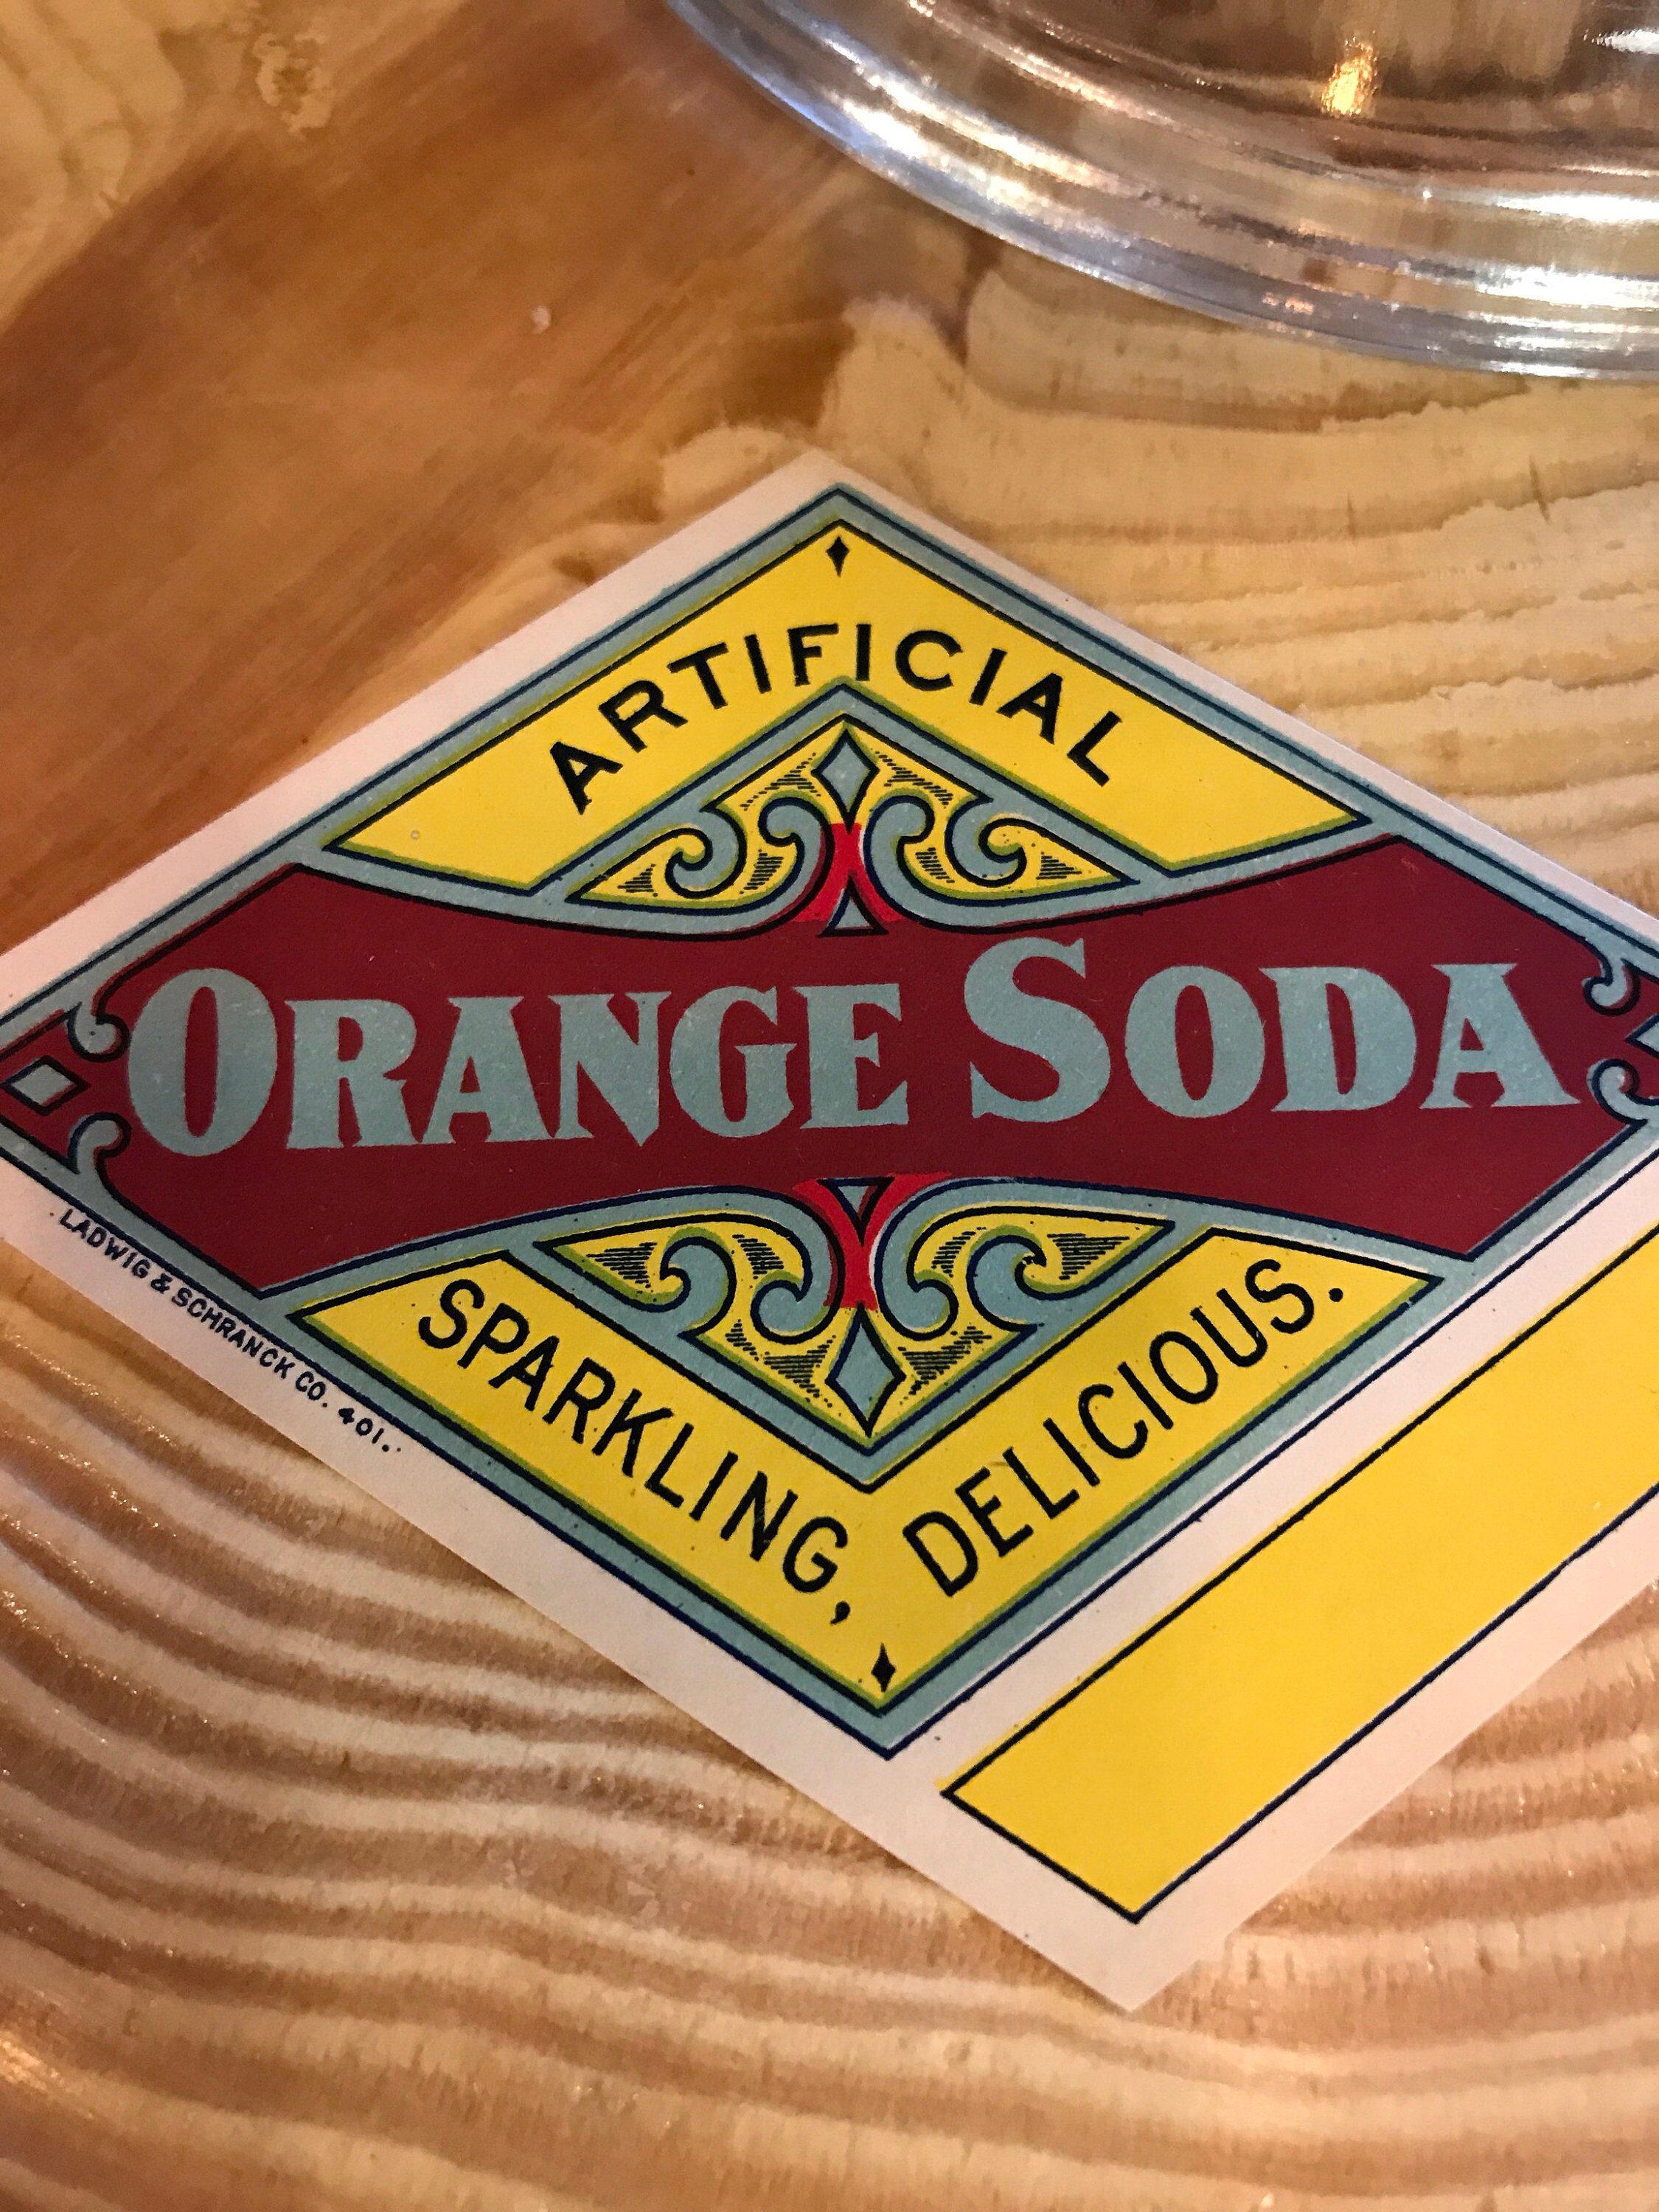 ARTIFICIAL
ORANGE SODA
SPARKLING, DELICIOUS.
LADWIG & SCHRANCK CO. 401.